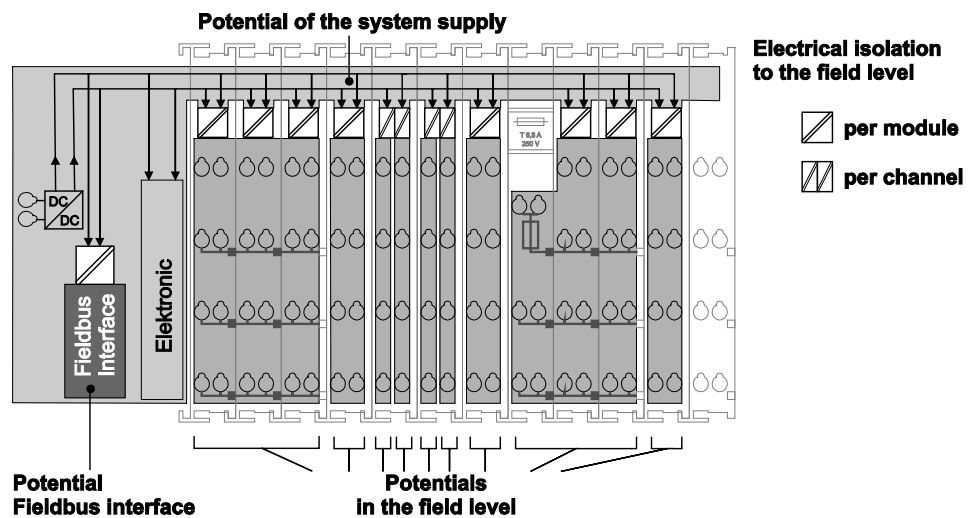 Potential of the system supply
Electrical isolation
to the field level
per module
per channel
T 6,3 A
250 V
DC
DC
Fieldbus
Interface
Elektronic
Potential
Fieldbus interface
Potentials
in the field level